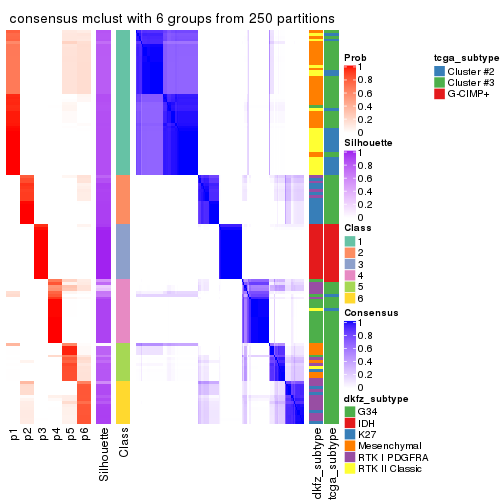 consensus mclust with 6 groups from 250 partitions
Prob
1
0.8
0.6
0.4
0.2
0
tcga_subtype
Cluster #2
Cluster #3
G-CIMP+
Silhouette
1
0.8
0.6
0.4
0.2
0
Class
1
2
3
4
5
6
Consensus
1
0.8
0.6
0.4
0.2
0
dkfz_subtype
G34
IDH
K27
Mesenchymal
RTK I PDGFRA
RTK II Classic
p1
p2
p3
p4
p5
p6
Silhouette
Class
dkfz_subtype
tcga_subtype